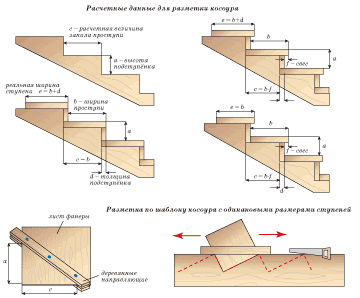 Расчетные данные для разметки косоура
c – расчетная величина
запила проступи
a – высота
подступёнка
e = b+d
b
a
f – свес
c = b-f
реальная ширина
ступени e = b+d
b – ширина
проступи
a
c = b
d – толщина
подступёнка
e = b
b
a
f – свес
c = b-f
d
Разметка по шаблону косоура с одинаковыми размерами ступеней
лист фанеры
a
c
деревянные
направляющие